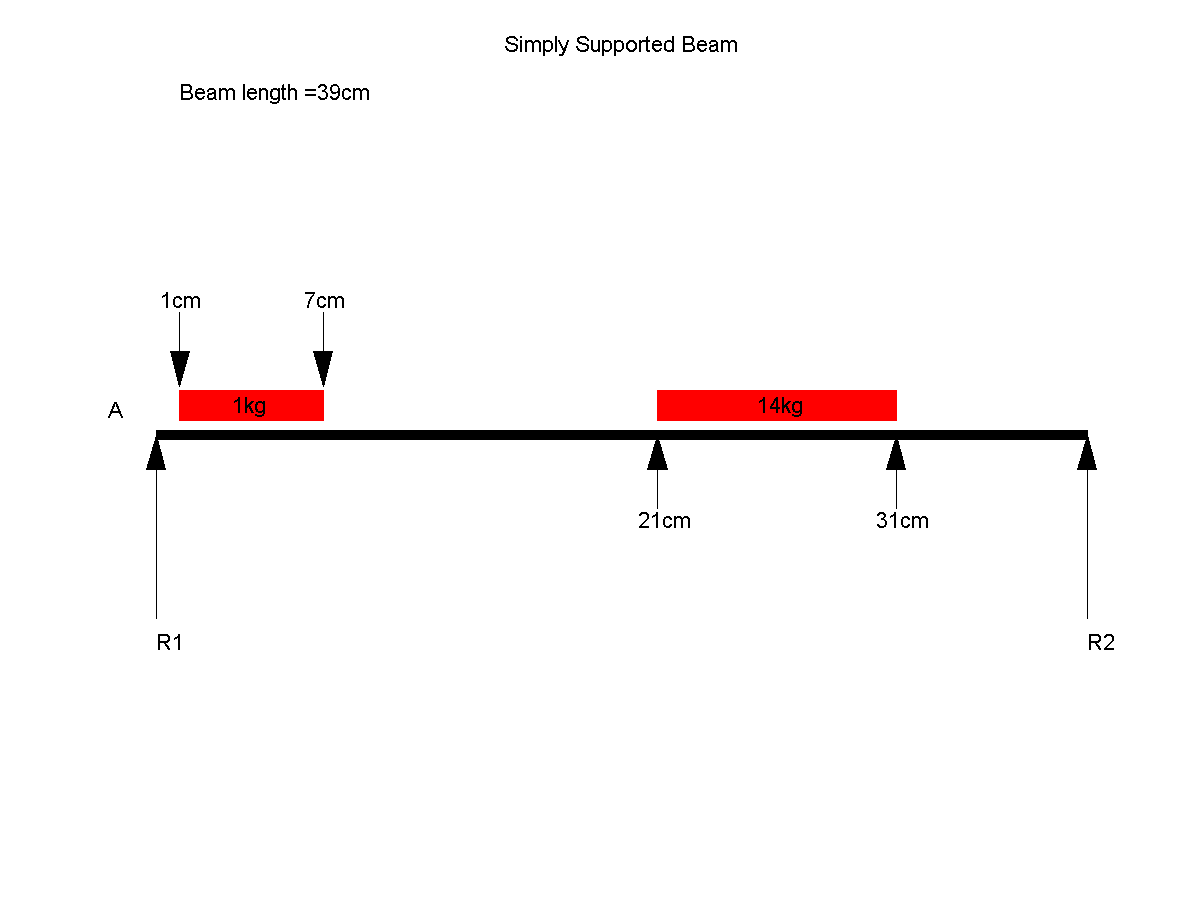 Simply Supported Beam
Beam length =39cm
1cm 7cm
A 1kg 14kg
21cm 31cm
R1 R2